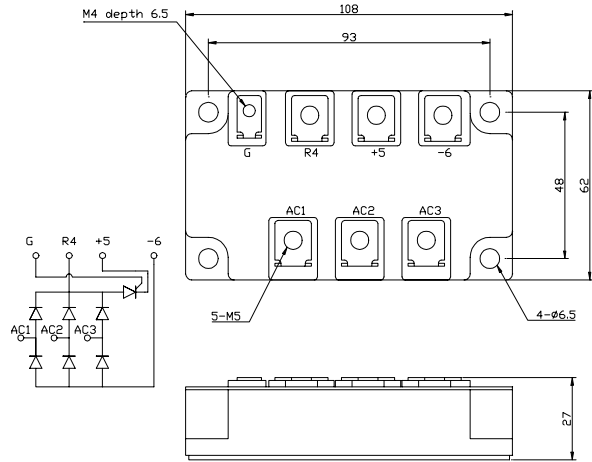 M4 depth 6.5
108
93
G R4 +5 -6
48
62
AC1 AC2 AC3
G R4 +5 -6
AC1 AC2 AC3
5-M5
4-ø6.5
27